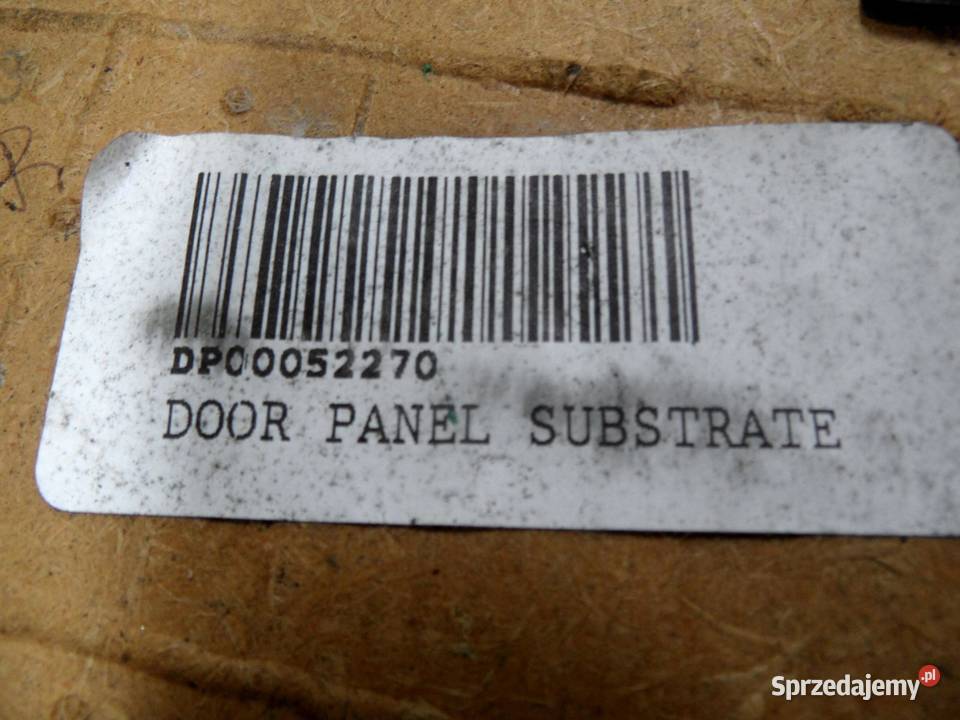 DP00052270
DOOR PANEL SUBSTRATE
Sprzedajemy.pl